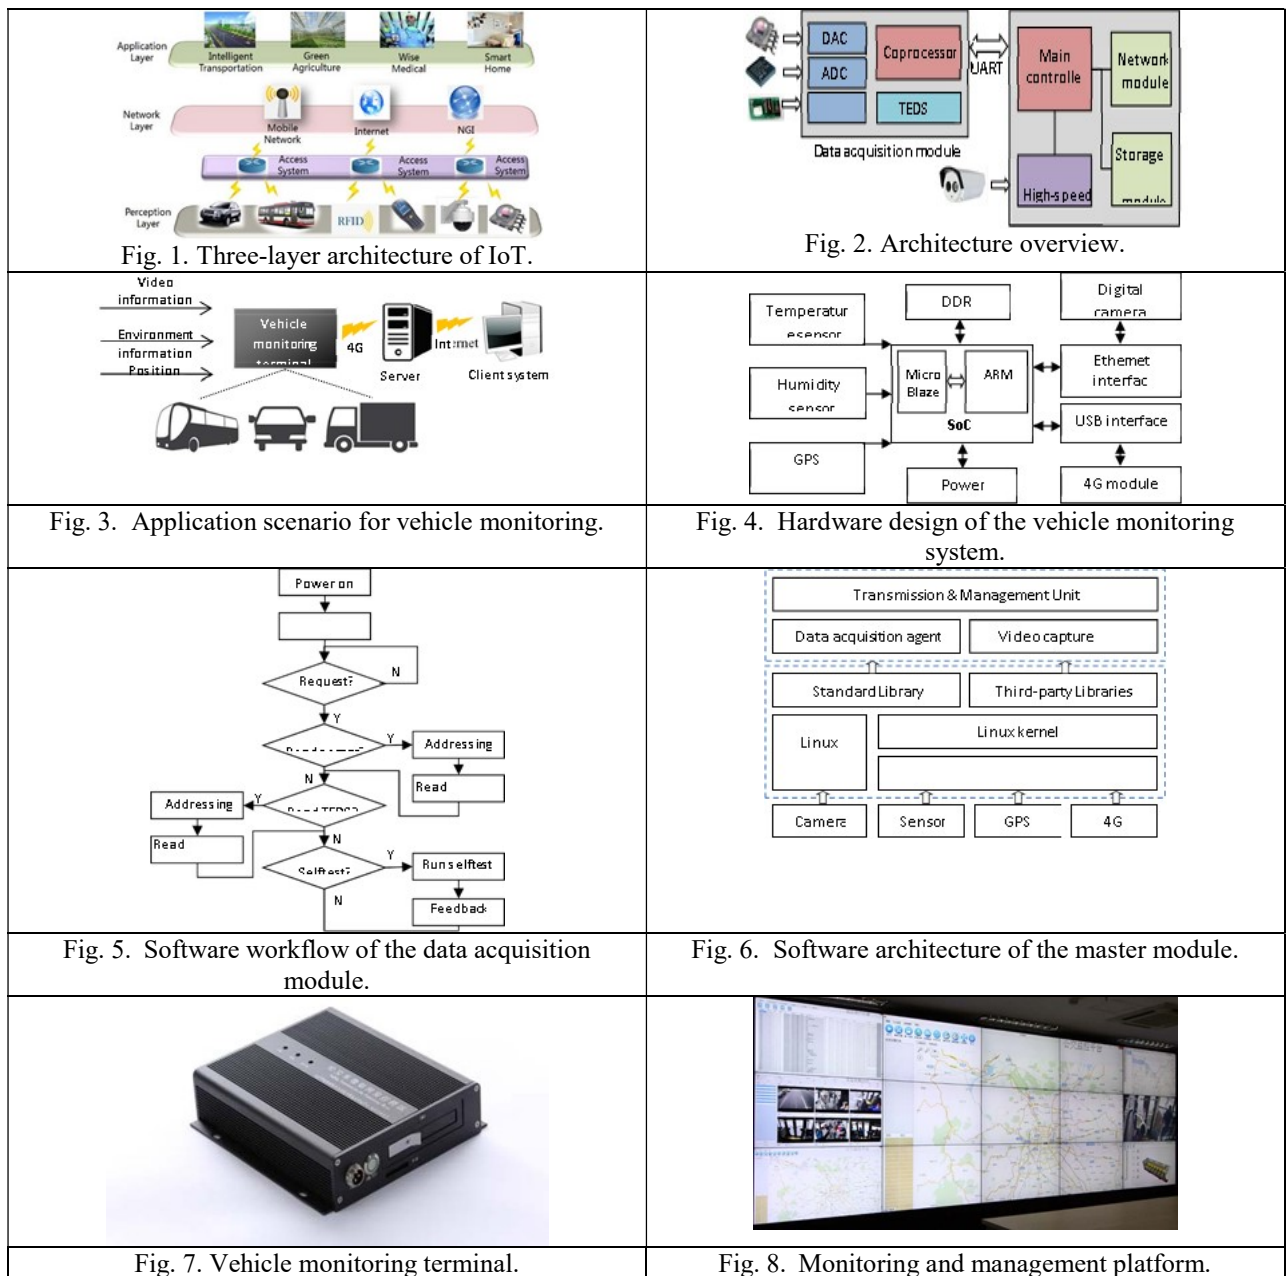 Application
Layer
Intelligent
Transportation
Green
Agriculture
Wise
Medical
Smart
Home
Network
Layer
Mobile
Network
Internet
NGI
Access
System
Access
System
Access
System
Perception
Layer
RFID
Fig. 1. Three-layer architecture of IoT.
DAC
ADC
Coprocessor
TEDS
UART
Data acquisition module
Main
controlle
Network
module
High-speed
Storage
module
Fig. 2. Architecture overview.
Video
information
Environment
information
Position
Vehicle
monitoring
terminal
4G
Server
Internet
Client system
Fig. 3. Application scenario for vehicle monitoring.
Temperatur
esensor
Humidity
sensor
GPS
DDR
Micro
Blaze
ARM
SoC
Power
Digital
camera
Ethernet
interfac
USB interface
4G module
Fig. 4. Hardware design of the vehicle monitoring
system.
Power on
Request?
N
Y
Y
Addressing
Read
N
Read TEDS?
Y
Addressing
Read
N
Selftest?
Y
Run selftest
N
Feedback
Fig. 5. Software workflow of the data acquisition
module.
Transmission & Management Unit
Data acquisition agent
Video capture
Standard Library
Third-party Libraries
Linux
Linux kernel
Camera
Sensor
GPS
4G
Fig. 6. Software architecture of the master module.
Fig. 7. Vehicle monitoring terminal.
Fig. 8. Monitoring and management platform.